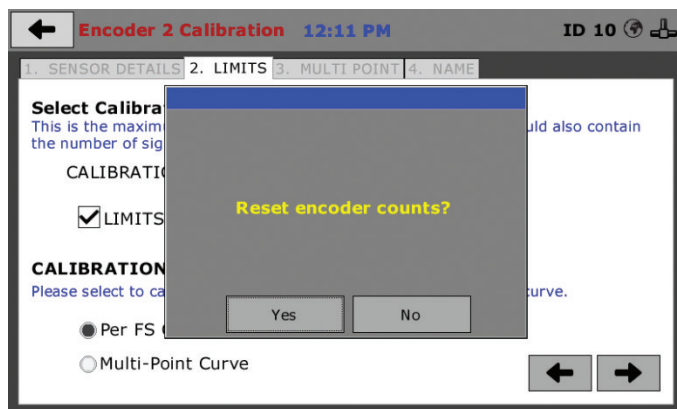 Encoder 2 Calibration 12:11 PM ID 10
1. SENSOR DETAILS 2. LIMITS 3. MULTI POINT 4. NAME
Select Calibra
This is the maxim uld also contain
the number of sig
CALIBRATI
LIMITS
Reset encoder counts?
CALIBRATION
Please select to ca curve.
Yes No
Per FS
Multi-Point Curve